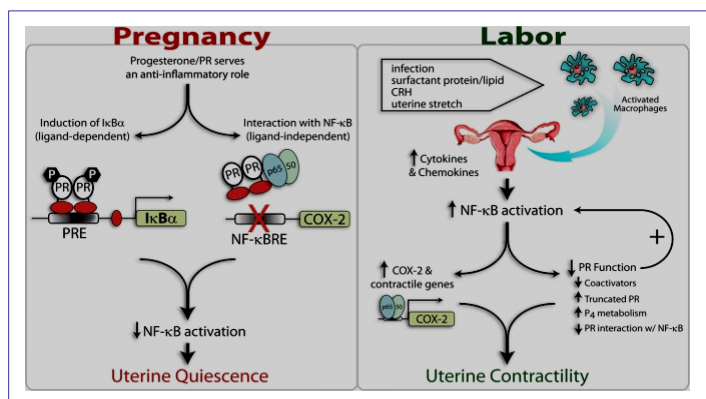 Pregnancy
Progesterone/PR serves
an anti-inflammatory role
Induction of IκBα
(ligand-dependent)
Interaction with NF-κB
(ligand-independent)
P
P
PR
PR
PRE
IκBα
PR
PR
p65
50
NF-κBRE
COX-2
NF-κB activation
Uterine Quiescence
Labor
infection
surfactant protein/lipid
CRH
uterine stretch
Activated
Macrophages
Cytokines
& Chemokines
NF-κB activation
+
COX-2 &
contractile genes
p65
50
COX-2
PR Function
Coactivators
Truncated PR
P₄ metabolism
PR interaction w/ NF-κB
Uterine Contractility